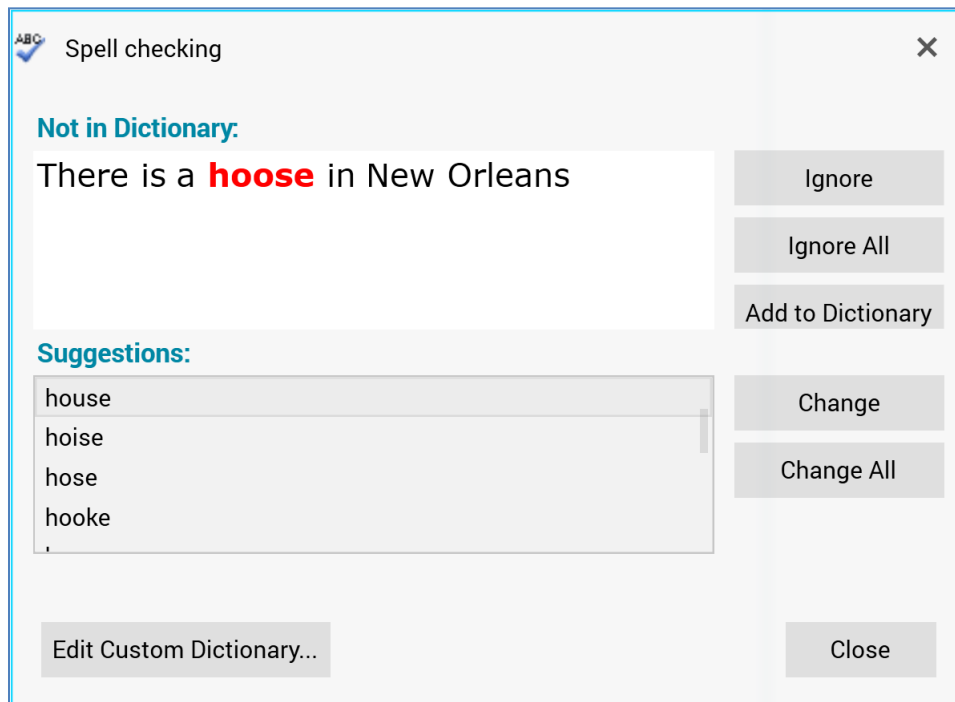 ABC
Spell checking
Not in Dictionary:
There is a hoose in New Orleans
Ignore
Ignore All
Add to Dictionary
Suggestions:
house
hoise
hose
hooke
Change
Change All
Edit Custom Dictionary...
Close